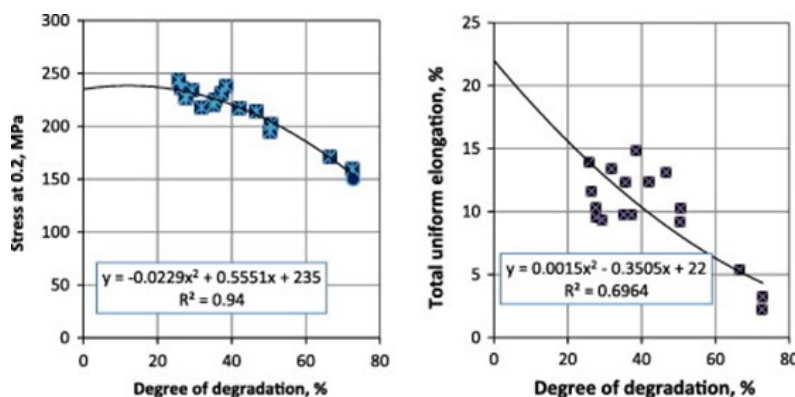 300
250
200
150
100
50
0
Stress at 0.2, MPa
y = -0.0229x² + 0.5551x + 235
R² = 0.94
0 20 40 60 80
Degree of degradation, %
25
20
15
10
5
0
Total uniform elongation, %
y = 0.0015x² - 0.3505x + 22
R² = 0.6964
0 20 40 60 80
Degree of degradation, %